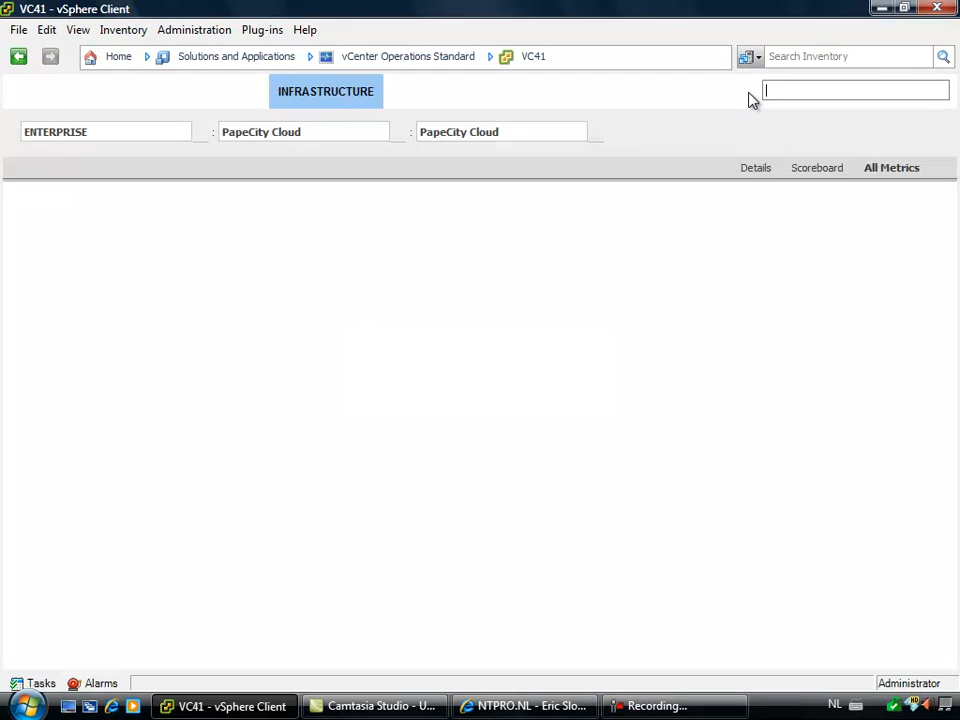 VC41 - vSphere Client
File Edit View Inventory Administration Plug-ins Help
Home Solutions and Applications vCenter Operations Standard VC41 Search Inventory
INFRASTRUCTURE
ENTERPRISE : PapeCity Cloud : PapeCity Cloud
Details Scoreboard All Metrics
Tasks Alarms Administrator
VC41 - vSphere Client Camtasia Studio - U... NTPRO.NL - Eric Slo... Recording... NL